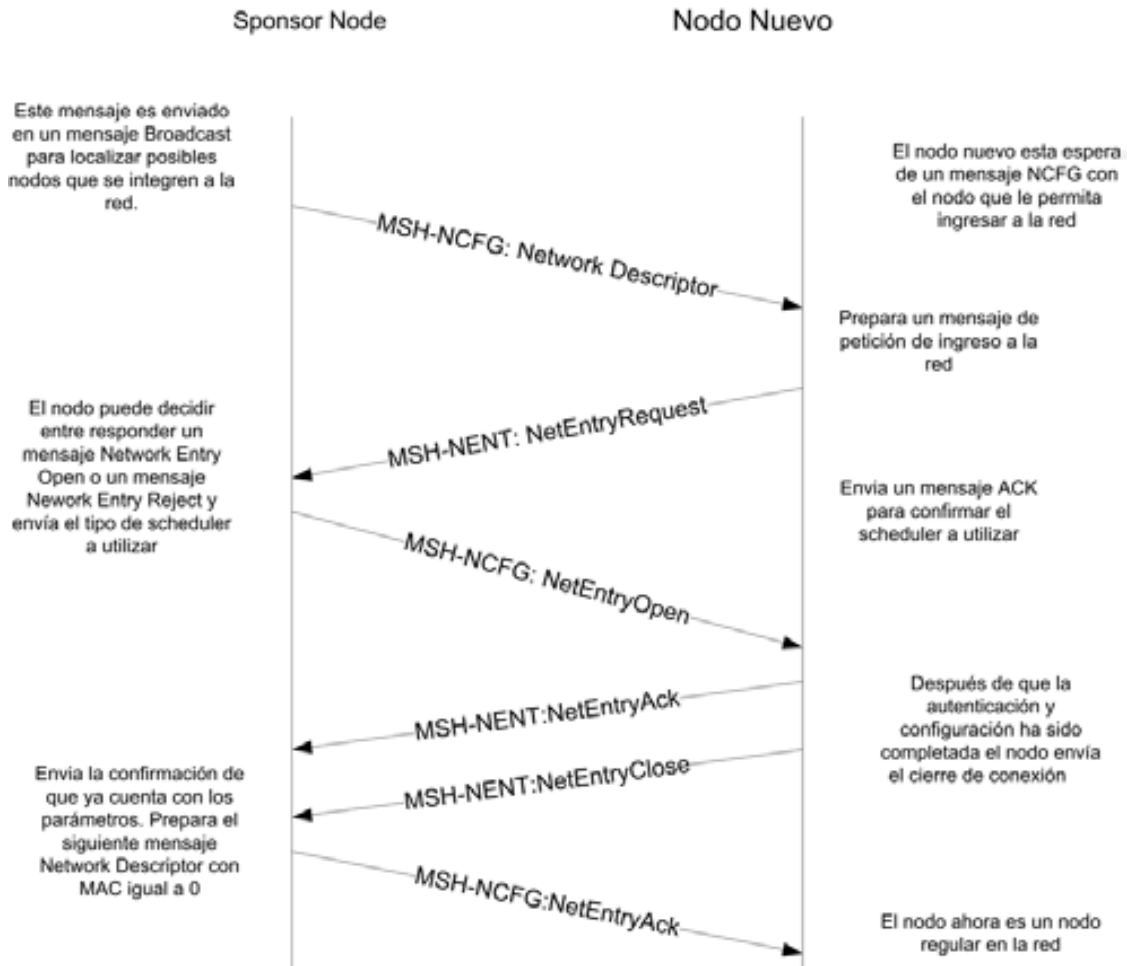 Sponsor Node
Nodo Nuevo
Este mensaje es enviado
en un mensaje Broadcast
para localizar posibles
nodos que se integren a la
red.
El nodo nuevo esta espera
de un mensaje NCFG con
el nodo que le permita
ingresar a la red
MSH-NCFG: Network Descriptor
Prepara un mensaje de
petición de ingreso a la
red
MSH-NENT: NetEntryRequest
El nodo puede decidir
entre responder un
mensaje Network Entry
Open o un mensaje
Nework Entry Reject y
envía el tipo de scheduler
a utilizar
Envia un mensaje ACK
para confirmar el
scheduler a utilizar
MSH-NCFG: NetEntryOpen
MSH-NENT:NetEntryAck
Después de que la
autenticación y
configuración ha sido
completada el nodo envía
el cierre de conexión
MSH-NENT:NetEntryClose
Envia la confirmación de
que ya cuenta con los
parámetros. Prepara el
siguiente mensaje
Network Descriptor con
MAC igual a 0
MSH-NCFG:NetEntryAck
El nodo ahora es un nodo
regular en la red